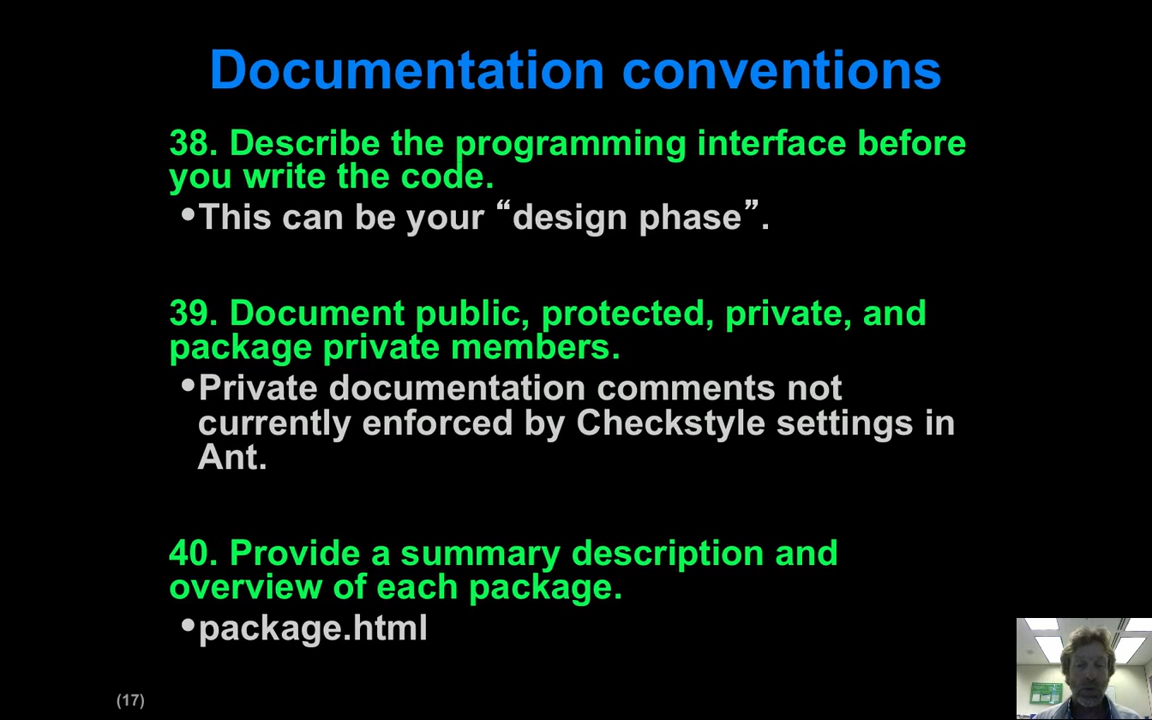 Documentation conventions
38. Describe the programming interface before
you write the code.
•This can be your “design phase”.
39. Document public, protected, private, and
package private members.
•Private documentation comments not
currently enforced by Checkstyle settings in
Ant.
40. Provide a summary description and
overview of each package.
•package.html
(17)